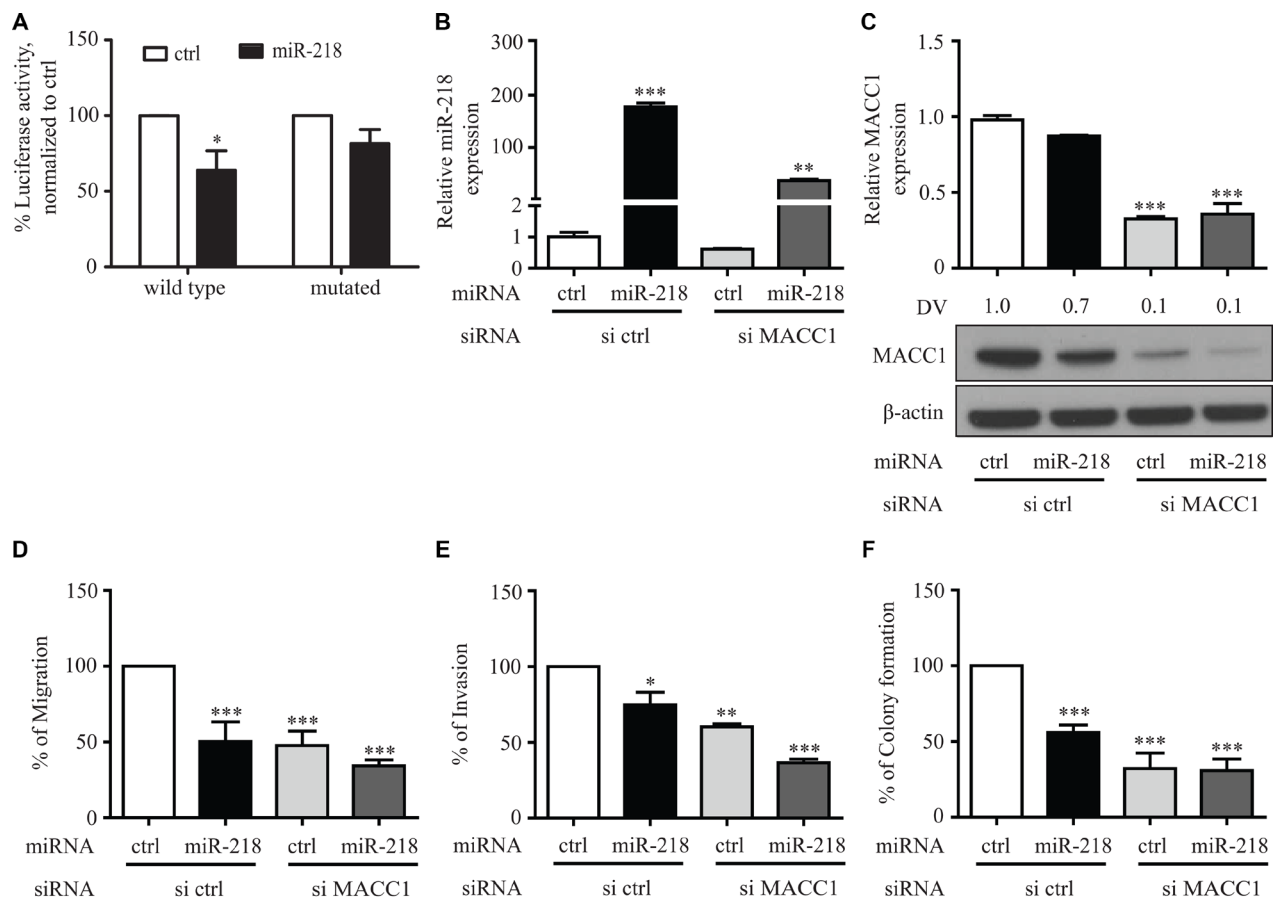 A
% Luciferase activity,
normalized to ctrl
150
100
50
0
ctrl
miR-218
*
wild type
mutated
B
Relative miR-218
expression
300
200
100
2
1
0
***
**
miRNA ctrl miR-218 ctrl miR-218
siRNA si ctrl si MACC1
C
Relative MACC1
expression
1.5
1.0
0.5
0.0
***
***
DV 1.0 0.7 0.1 0.1
MACC1
β-actin
miRNA ctrl miR-218 ctrl miR-218
siRNA si ctrl si MACC1
D
% of Migration
150
100
50
0
***
***
***
miRNA ctrl miR-218 ctrl miR-218
siRNA si ctrl si MACC1
E
% of Invasion
150
100
50
0
*
**
***
miRNA ctrl miR-218 ctrl miR-218
siRNA si ctrl si MACC1
F
% of Colony formation
150
100
50
0
***
***
***
miRNA ctrl miR-218 ctrl miR-218
siRNA si ctrl si MACC1